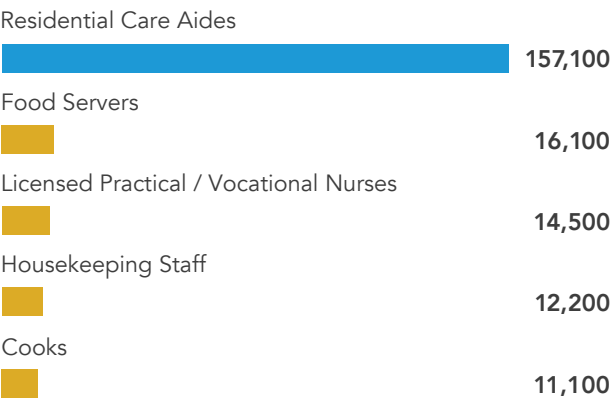 Residential Care Aides
157,100
Food Servers
16,100
Licensed Practical / Vocational Nurses
14,500
Housekeeping Staff
12,200
Cooks
11,100